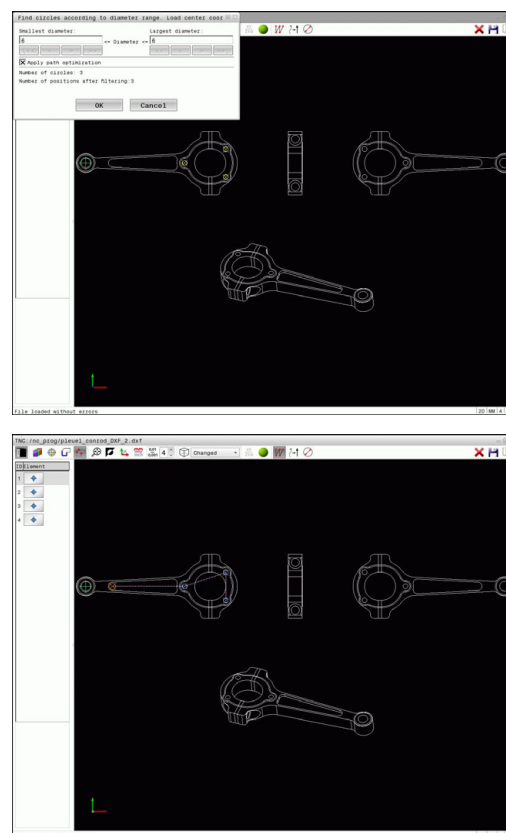 Find circles according to diameter range. Load center coor
Smallest diameter: Largest diameter:
6 <= Diameter <= 6
Apply path optimization
Number of circles: 3
Number of positions after filtering:3
OK Cancel
File loaded without errors
20 MM 4
TNC:/nc_prog/pleuel_conrod_DXF_2.dxf
4 Changed
ID Element
1
2
3
4